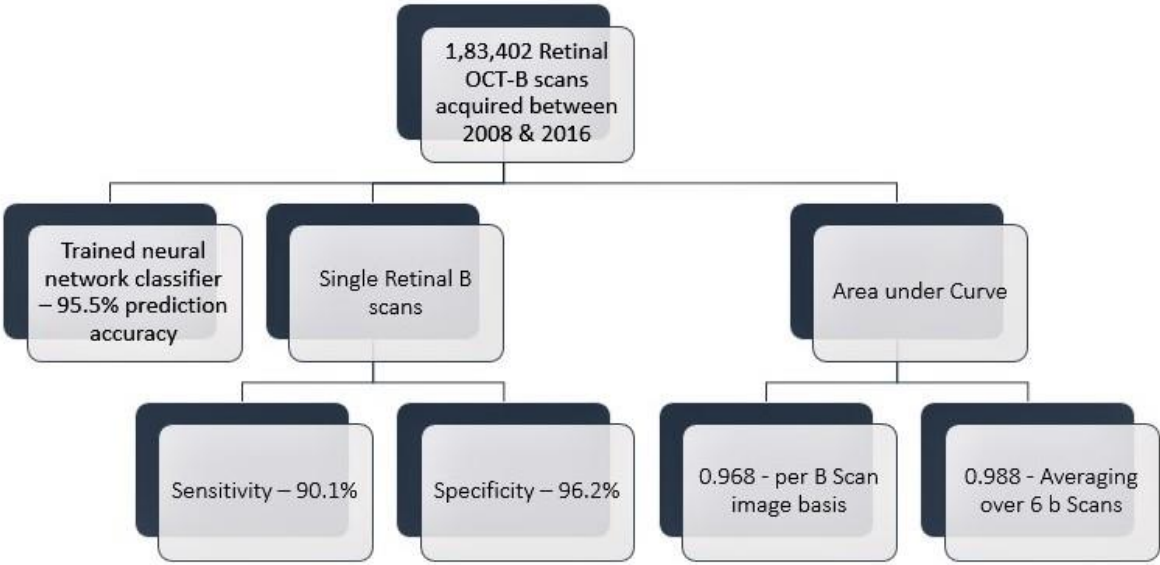 1,83,402 Retinal
OCT-B scans
acquired between
2008 & 2016
Trained neural
network classifier
– 95.5% prediction
accuracy
Single Retinal B
scans
Area under Curve
Sensitivity – 90.1%
Specificity – 96.2%
0.968 - per B Scan
image basis
0.988 - Averaging
over 6 b Scans